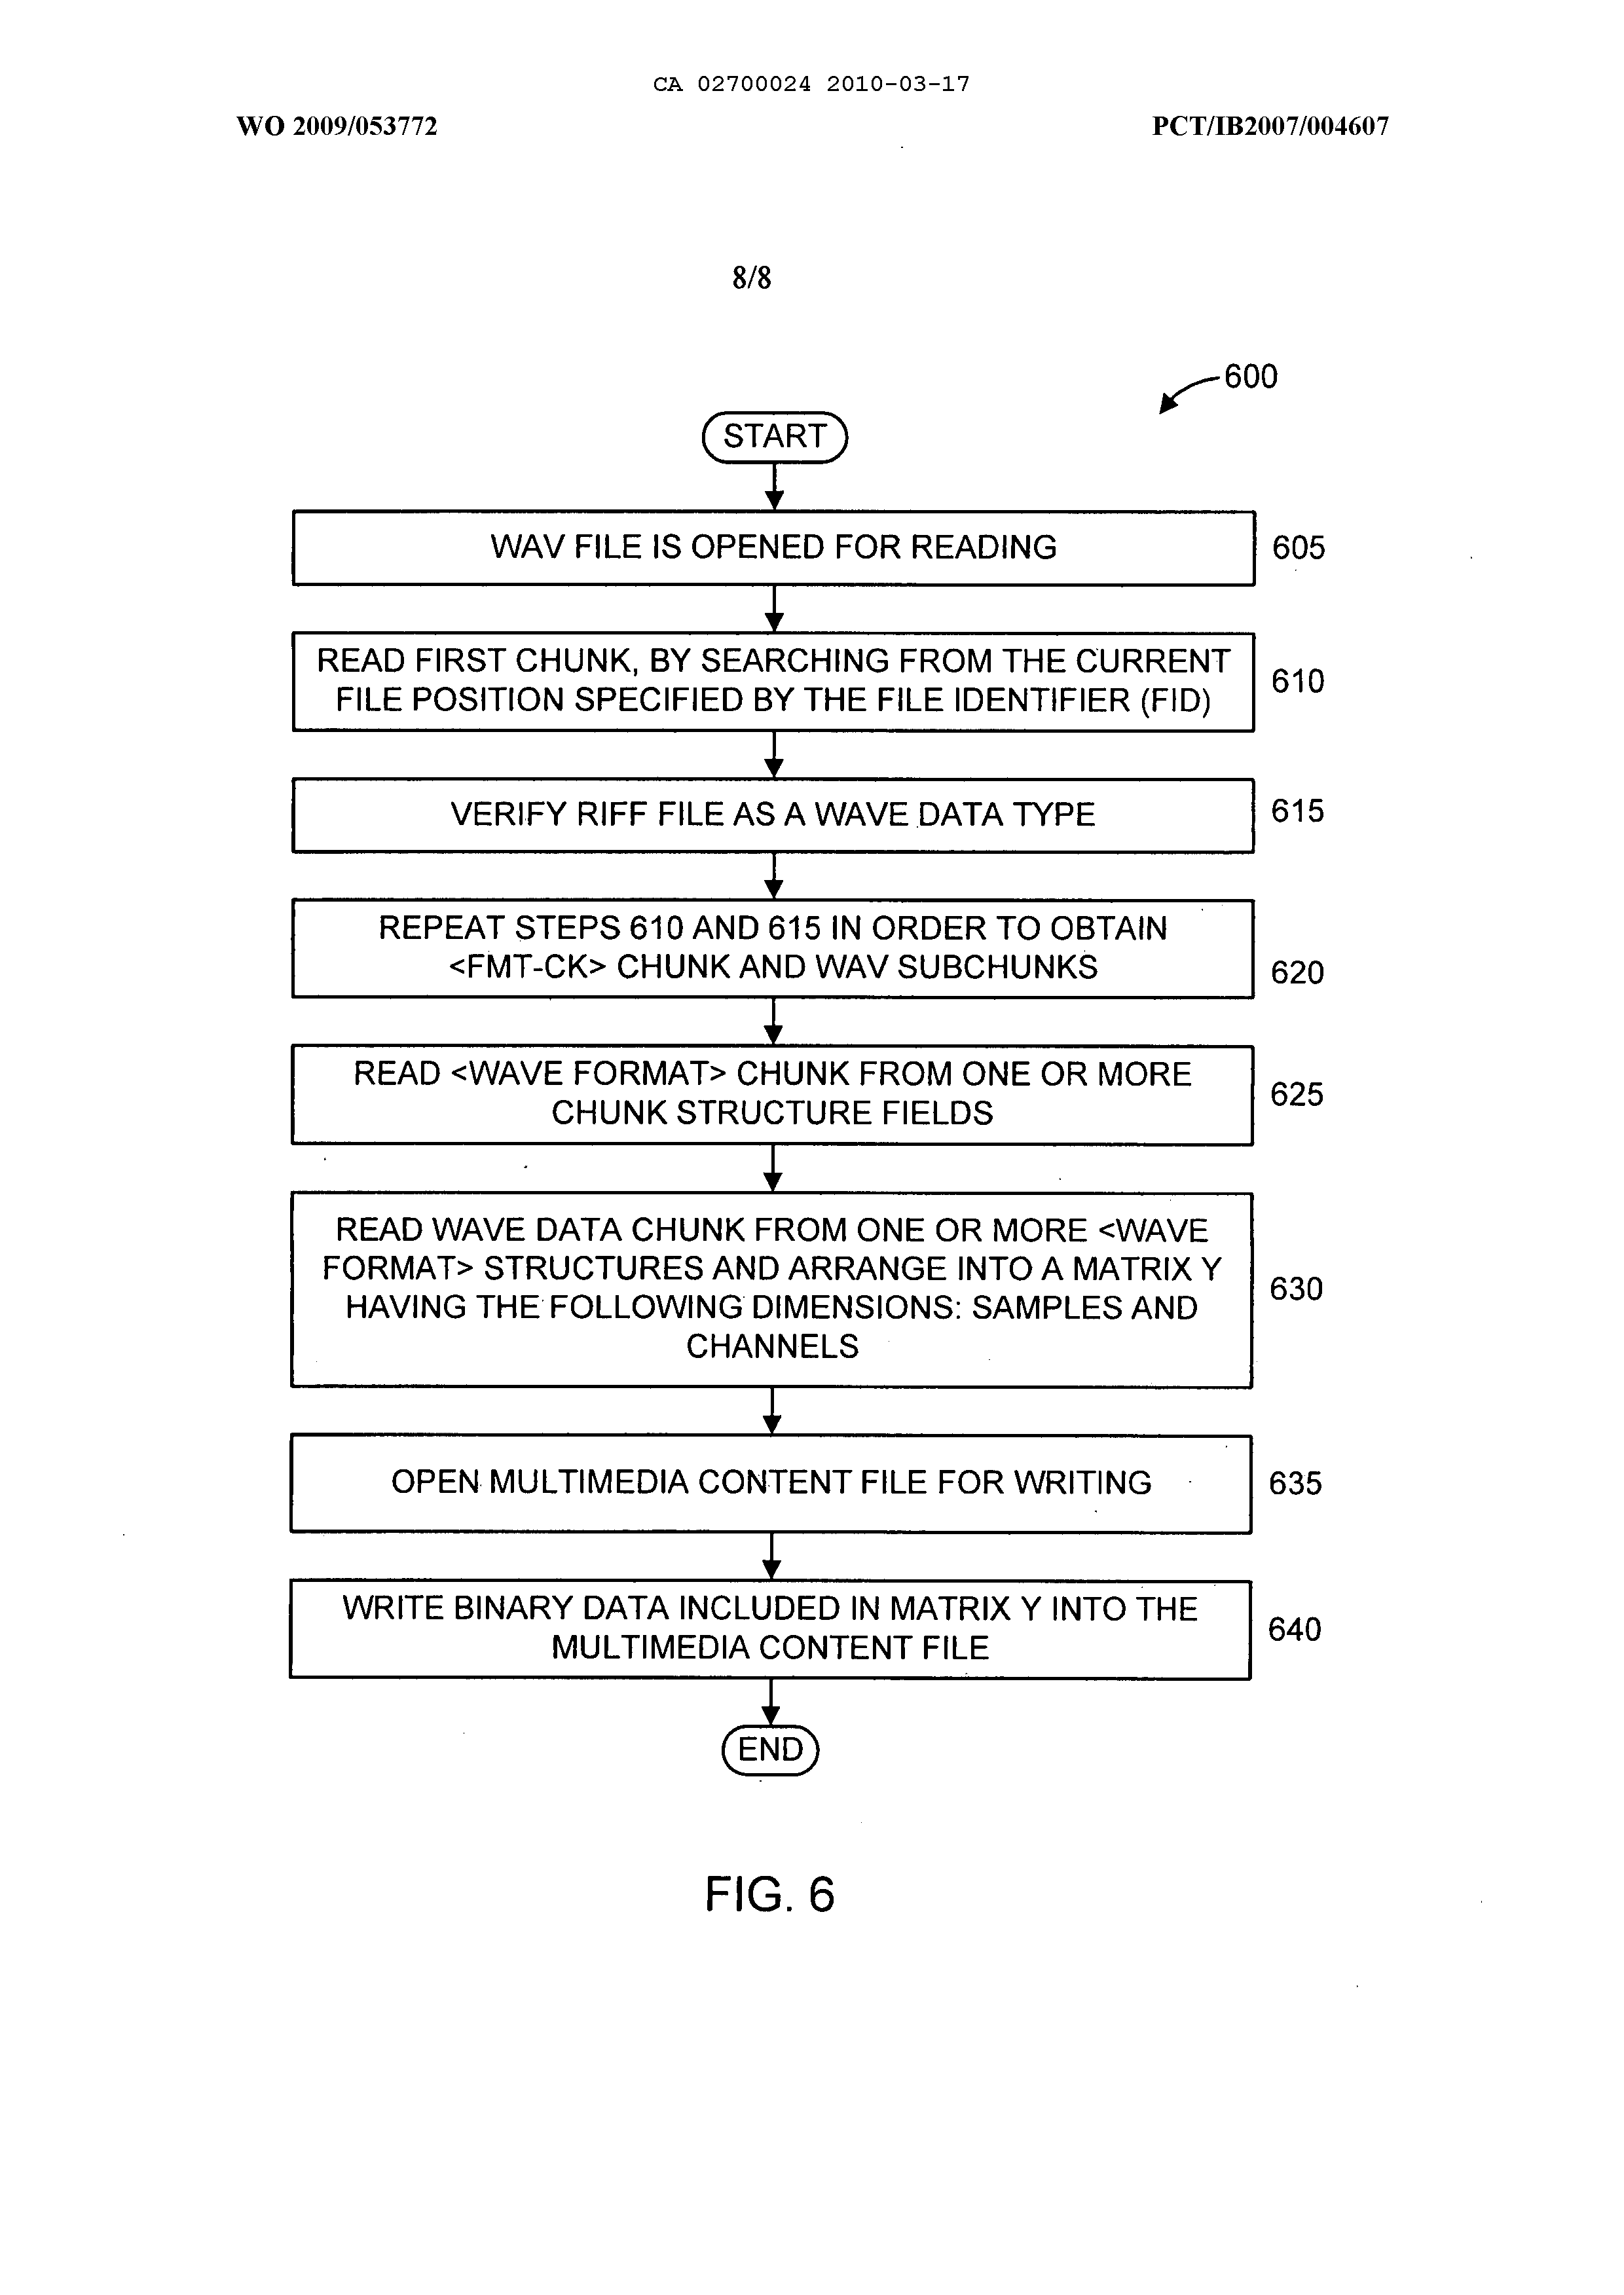 CA 02700024 2010-03-17
WO 2009/053772
PCT/IB2007/004607
8/8
600
START
WAV FILE IS OPENED FOR READING
605
READ FIRST CHUNK, BY SEARCHING FROM THE CURRENT
FILE POSITION SPECIFIED BY THE FILE IDENTIFIER (FID)
610
VERIFY RIFF FILE AS A WAVE DATA TYPE
615
REPEAT STEPS 610 AND 615 IN ORDER TO OBTAIN
<FMT-CK> CHUNK AND WAV SUBCHUNKS
620
READ <WAVE FORMAT> CHUNK FROM ONE OR MORE
CHUNK STRUCTURE FIELDS
625
READ WAVE DATA CHUNK FROM ONE OR MORE <WAVE
FORMAT> STRUCTURES AND ARRANGE INTO A MATRIX Y
HAVING THE FOLLOWING DIMENSIONS: SAMPLES AND
CHANNELS
630
OPEN MULTIMEDIA CONTENT FILE FOR WRITING
635
WRITE BINARY DATA INCLUDED IN MATRIX Y INTO THE
MULTIMEDIA CONTENT FILE
640
END
FIG. 6